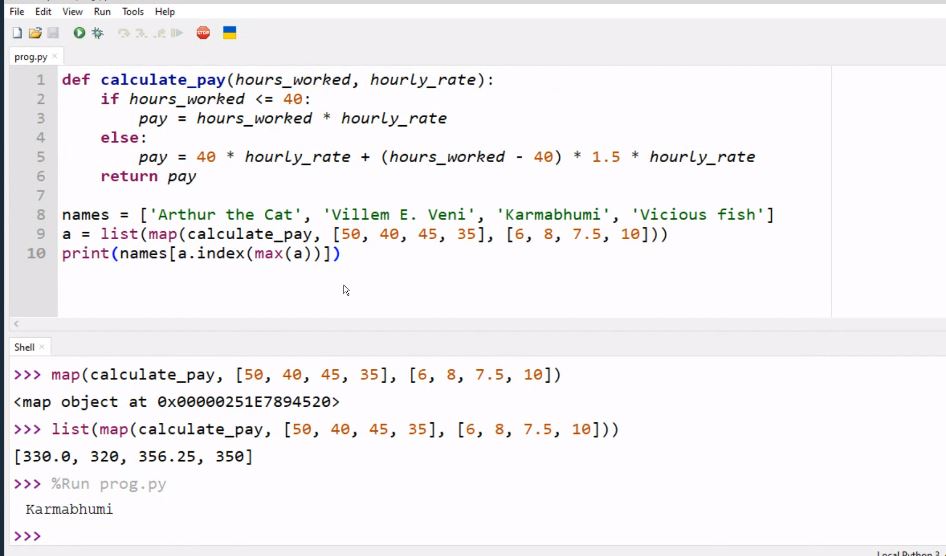 File Edit View Run Tools Help
STOP
prog.py ×
1 def calculate_pay(hours_worked, hourly_rate):
2     if hours_worked <= 40:
3         pay = hours_worked * hourly_rate
4     else:
5         pay = 40 * hourly_rate + (hours_worked - 40) * 1.5 * hourly_rate
6     return pay
7
8 names = ['Arthur the Cat', 'Villem E. Veni', 'Karmabhumi', 'Vicious fish']
9 a = list(map(calculate_pay, [50, 40, 45, 35], [6, 8, 7.5, 10]))
10 print(names[a.index(max(a))])
Shell ×
>>> map(calculate_pay, [50, 40, 45, 35], [6, 8, 7.5, 10])
<map object at 0x00000251E7894520>
>>> list(map(calculate_pay, [50, 40, 45, 35], [6, 8, 7.5, 10]))
[330.0, 320, 356.25, 350]
>>> %Run prog.py
Karmabhumi
>>>
Local Python 3